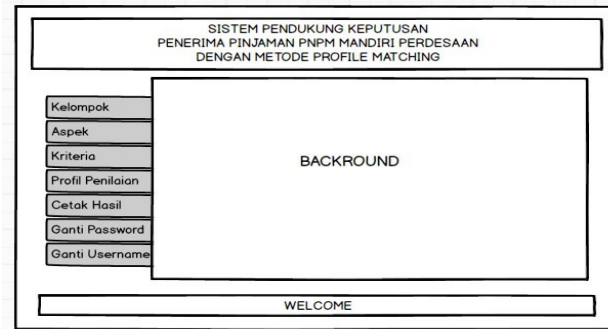 SISTEM PENDUKUNG KEPUTUSAN
PENERIMA PINJAMAN PNPM MANDIRI PERDESAAN
DENGAN METODE PROFILE MATCHING
Kelompok
Aspek
Kriteria
Profil Penilaian
Cetak Hasil
Ganti Password
Ganti Username
BACKROUND
WELCOME